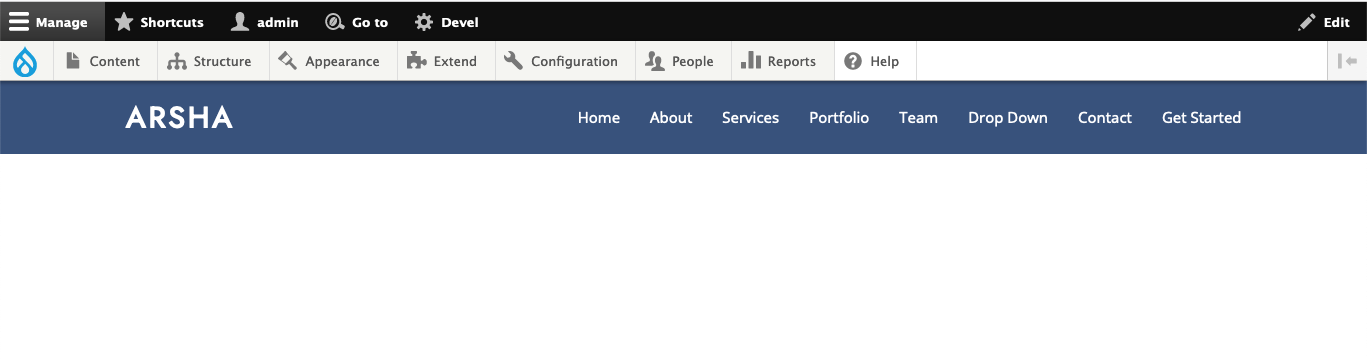 Manage Shortcuts admin Go to Devel Edit
Content Structure Appearance Extend Configuration People Reports Help
ARSHA Home About Services Portfolio Team Drop Down Contact Get Started